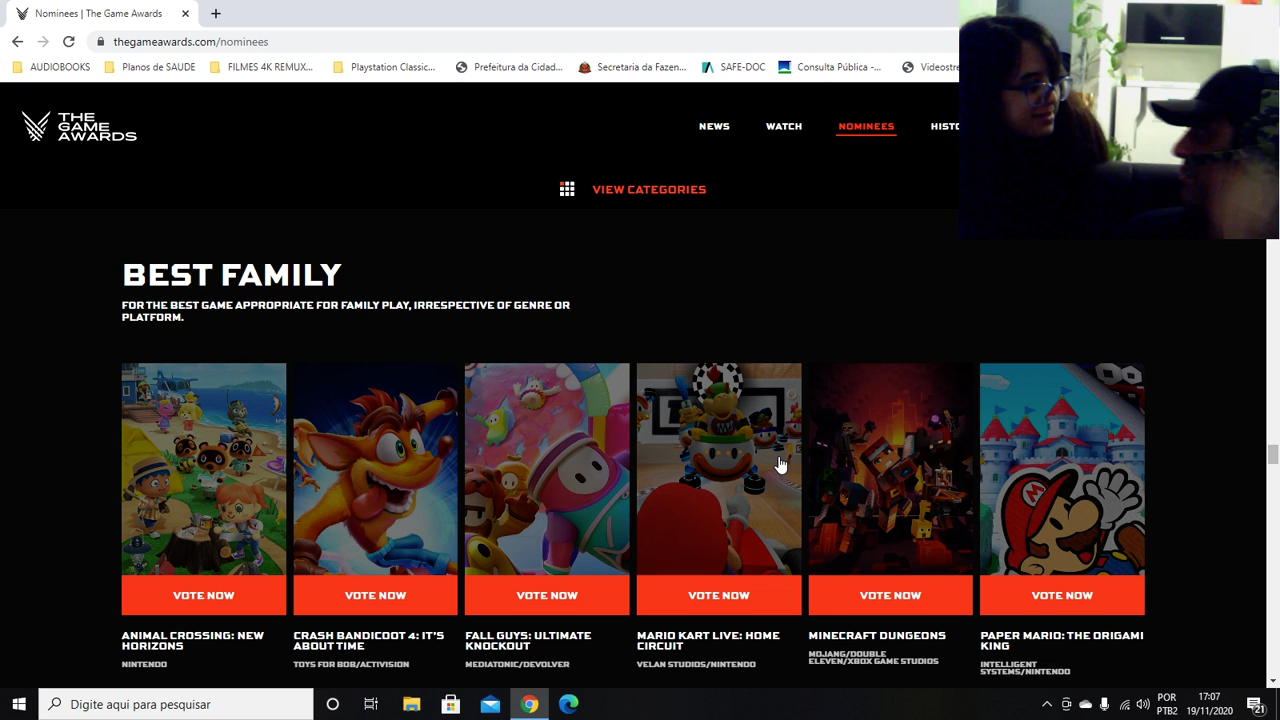 Nominees | The Game Awards
thegameawards.com/nominees
AUDIOBOOKS
Planos de SAUDE
FILMES 4K REMUX...
Playstation Classic...
Prefeitura da Cidad...
Secretaria da Fazen...
SAFE-DOC
Consulta Pública -...
Videostre
THE
GAME
AWARDS
NEWS
WATCH
NOMINEES
HISTO
VIEW CATEGORIES
BEST FAMILY
FOR THE BEST GAME APPROPRIATE FOR FAMILY PLAY, IRRESPECTIVE OF GENRE OR
PLATFORM.
VOTE NOW
VOTE NOW
VOTE NOW
VOTE NOW
VOTE NOW
VOTE NOW
ANIMAL CROSSING: NEW
HORIZONS
NINTENDO
CRASH BANDICOOT 4: IT'S
ABOUT TIME
TOYS FOR BOB/ACTIVISION
FALL GUYS: ULTIMATE
KNOCKOUT
MEDIATONIC/DEVOLVER
MARIO KART LIVE: HOME
CIRCUIT
VELAN STUDIOS/NINTENDO
MINECRAFT DUNGEONS
MOJANG/DOUBLE
ELEVEN/XBOX GAME STUDIOS
PAPER MARIO: THE ORIGAMI
KING
INTELLIGENT
SYSTEMS/NINTENDO
Digite aqui para pesquisar
POR
PTB2
17:07
19/11/2020
21